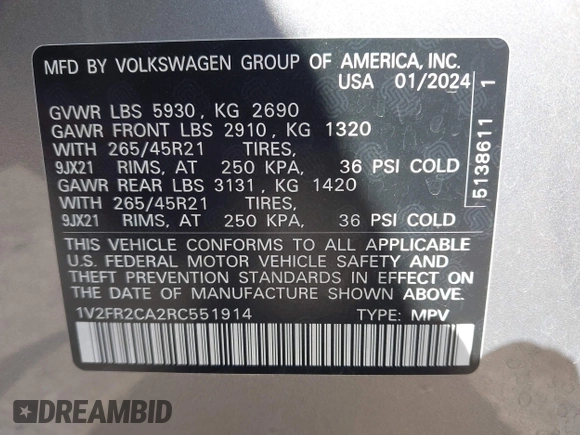 MFD BY VOLKSWAGEN GROUP OF AMERICA, INC.
USA 01/2024
GVWR LBS 5930, KG 2690
GAWR FRONT LBS 2910, KG 1320
WITH 265/45R21 TIRES,
9JX21 RIMS, AT 250 KPA, 36 PSI COLD
GAWR REAR LBS 3131, KG 1420
WITH 265/45R21 TIRES,
9JX21 RIMS, AT 250 KPA, 36 PSI COLD
THIS VEHICLE CONFORMS TO ALL APPLICABLE
U.S. FEDERAL MOTOR VEHICLE SAFETY AND
THEFT PREVENTION STANDARDS IN EFFECT ON
THE DATE OF MANUFACTURE SHOWN ABOVE.
1V2FR2CA2RC551914 TYPE: MPV
5138611 1
DREAMBID